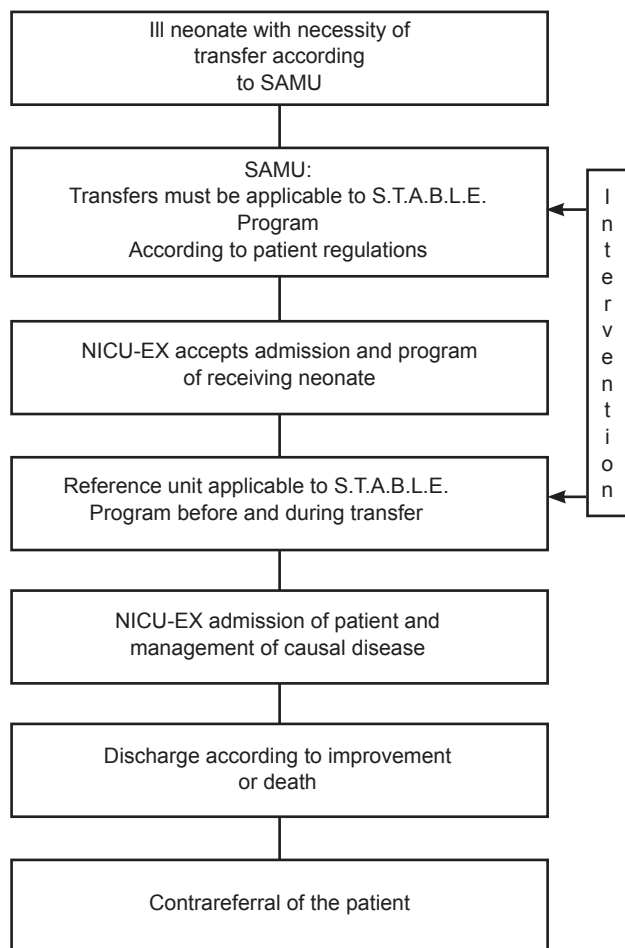 Ill neonate with necessity of
transfer according
to SAMU
SAMU:
Transfers must be applicable to S.T.A.B.L.E.
Program
According to patient regulations
Intervention
NICU-EX accepts admission and program
of receiving neonate
Reference unit applicable to S.T.A.B.L.E.
Program before and during transfer
NICU-EX admission of patient and
management of causal disease
Discharge according to improvement
or death
Contrareferral of the patient